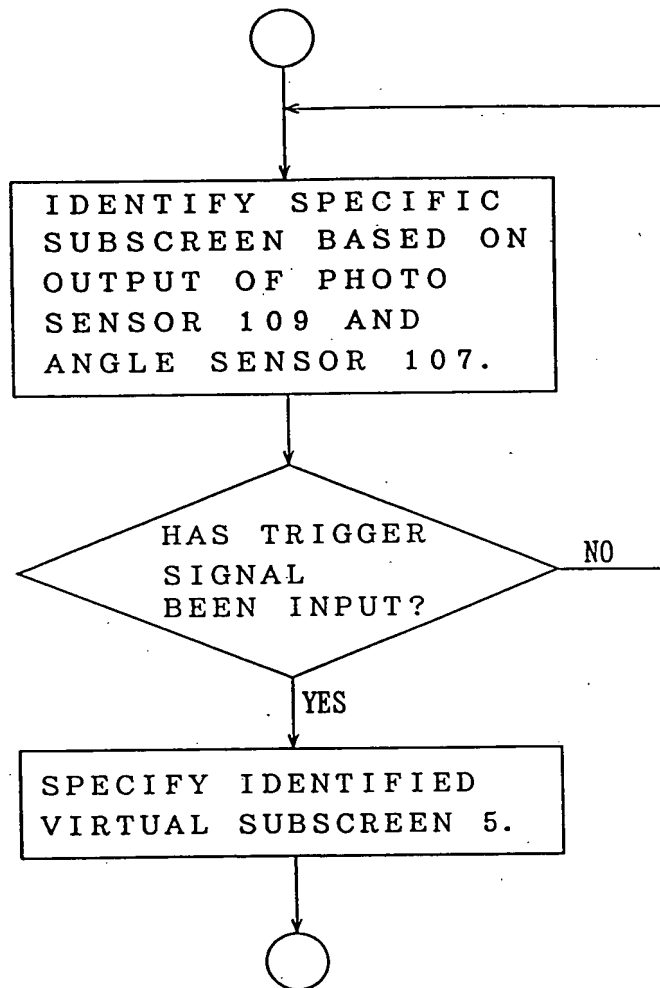 IDENTIFY SPECIFIC
SUBSCREEN BASED ON
OUTPUT OF PHOTO
SENSOR 109 AND
ANGLE SENSOR 107.
HAS TRIGGER
SIGNAL
BEEN INPUT?
NO
YES
SPECIFY IDENTIFIED
VIRTUAL SUBSCREEN 5.